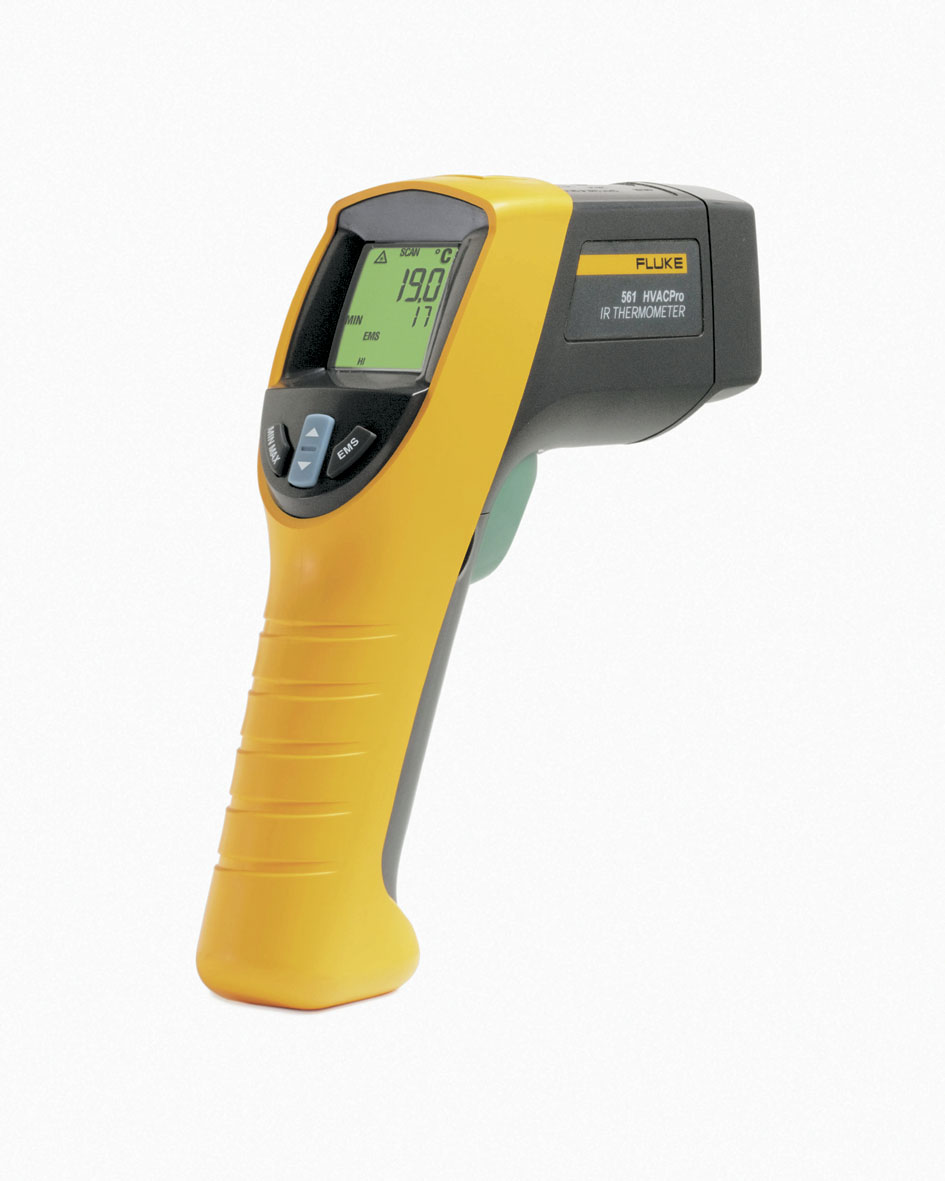 SCAN °C
19.0
MIN 17
EMS
HI
MIN MAX
EMS
FLUKE
561 HVACPro
IR THERMOMETER